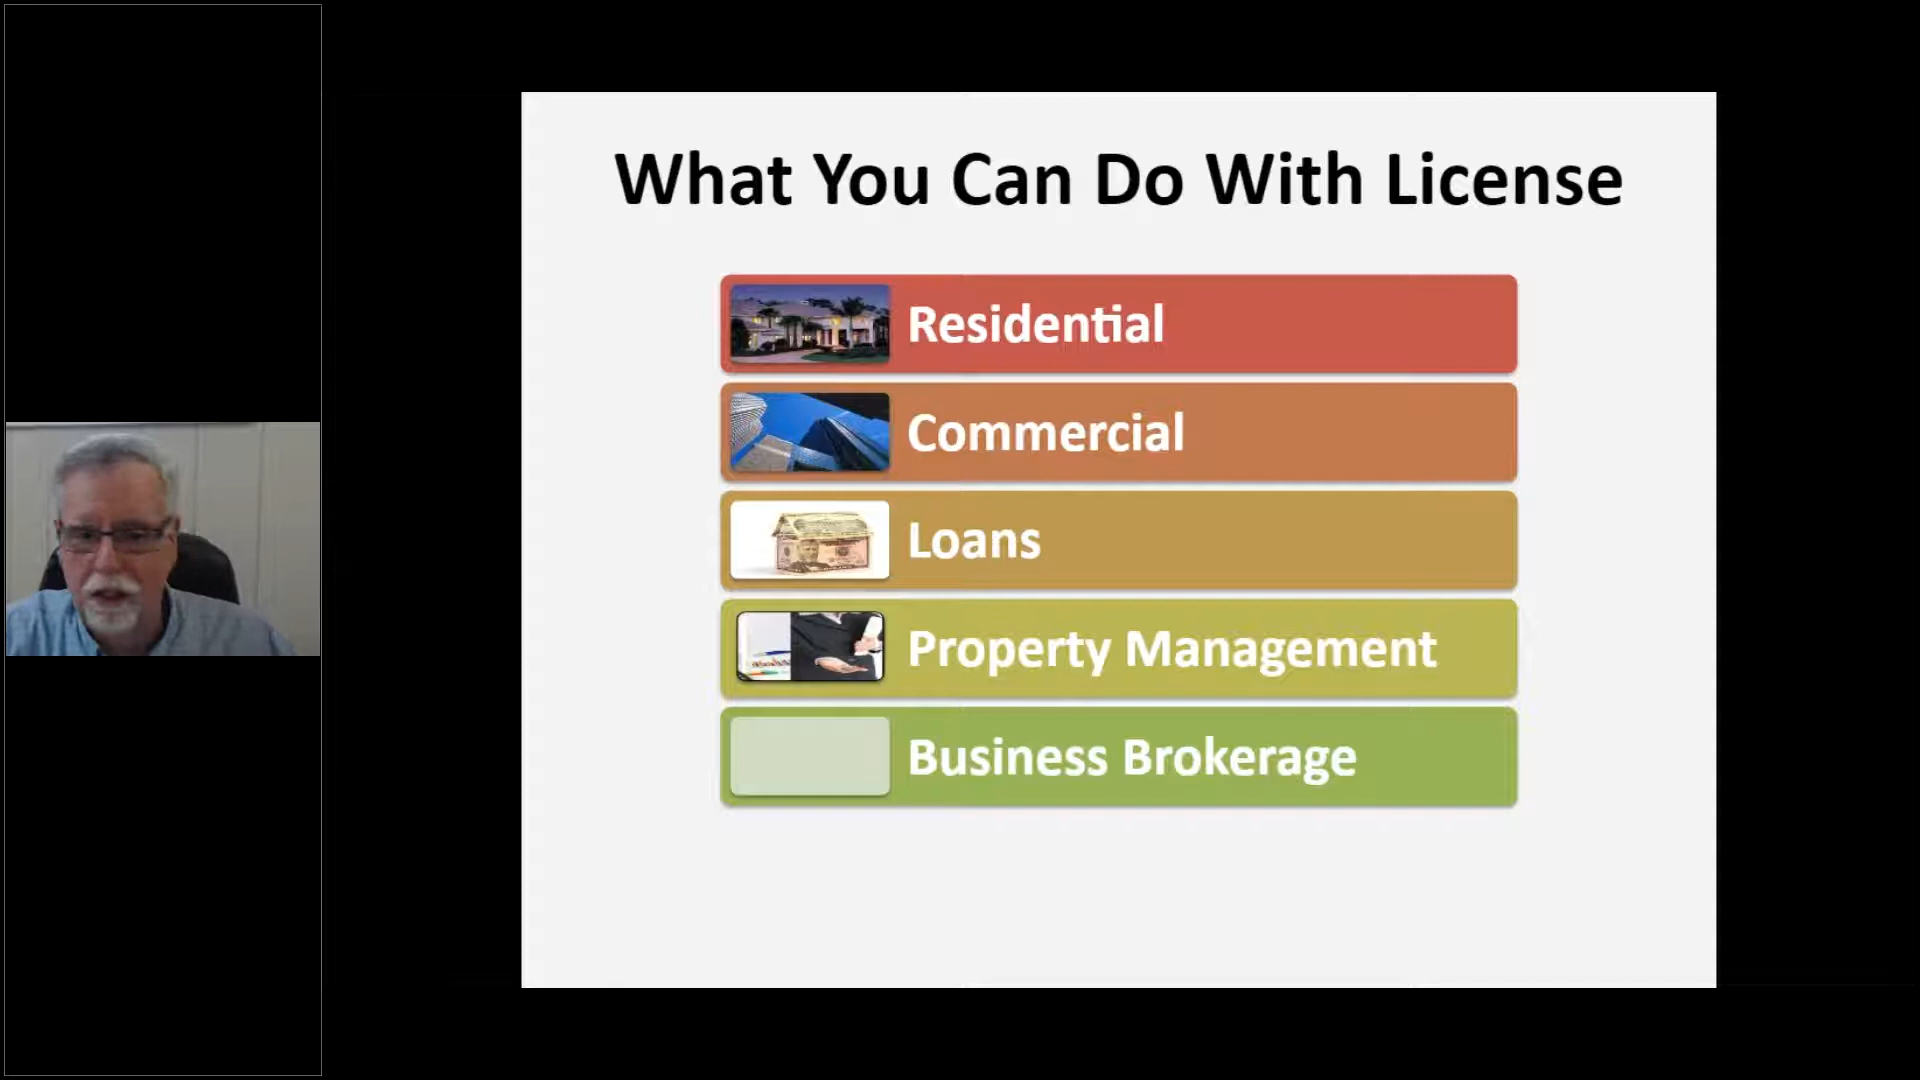 What You Can Do With License
Residential
Commercial
Loans
Property Management
Business Brokerage